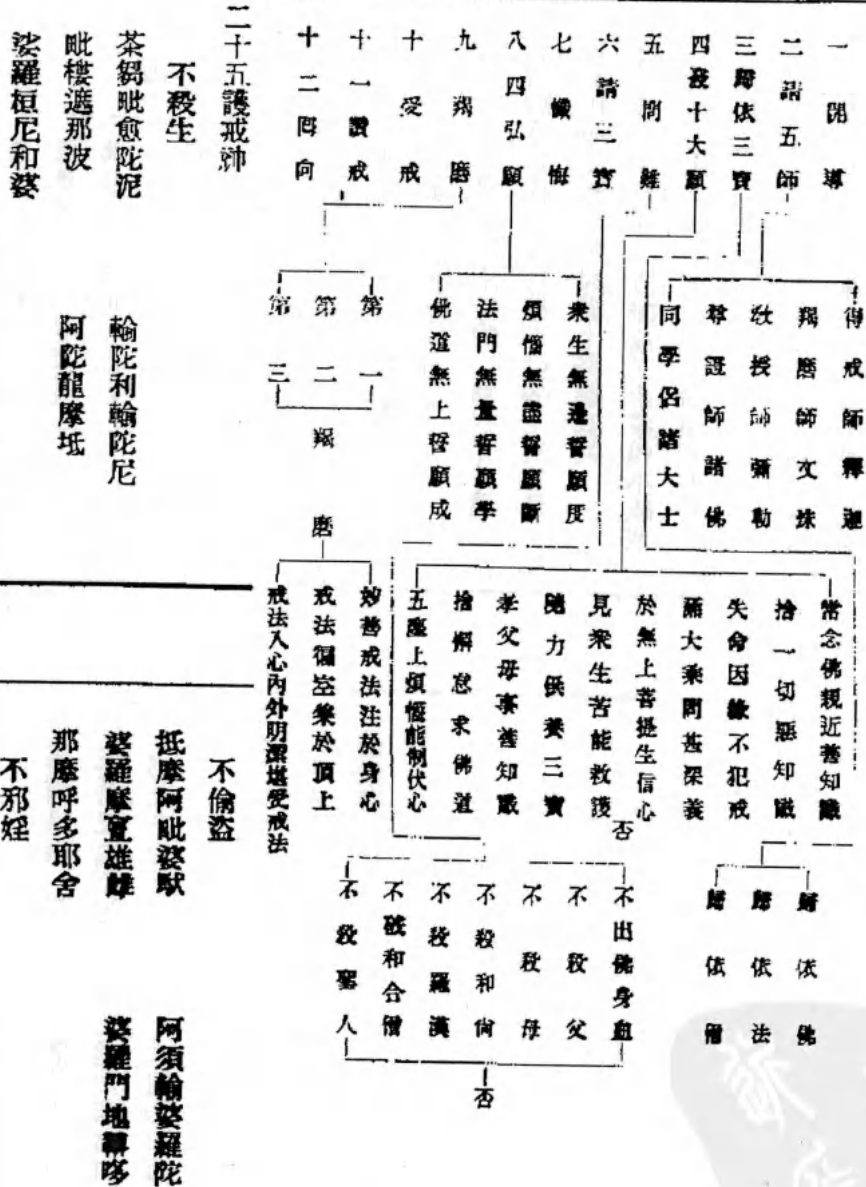 一開導
二請五師
三歸依三寶
四發十大願
五問難
六請三寶
七懺悔
八四弘願
九羯磨
十受戒
十一讚戒
十二回向
得戒師釋迦
羯磨師文殊
教授師彌勒
尊證師諸佛
同學侶諸大士
衆生無邊誓願度
煩惱無盡誓願斷
法門無量誓願學
佛道無上誓願成
第一
第二
第三
羯磨
常念佛親近善知識
捨一切惡知識
失命因緣不犯戒
誦大乘問甚深義
於無上菩提生信心
見衆生苦能救護
隨力供養三寶
孝父母事善知識
捨懈怠求佛道
五塵上煩惱能制伏心
否
妙善戒法注於身心
戒法徧空樂於頂上
戒法入心內外明潔堪受戒法
歸依佛
歸依法
歸依僧
不出佛身血
不殺父
不殺母
不殺和尚
不殺羅漢
不破和合僧
不殺聖人
否
二十五護戒神
不殺生
茶芻毗愈陀泥 輸陀利輸陀尼
毗樓遮那波 阿陀龍摩坻
娑羅桓尼和婆
不偷盜
抵摩阿毗婆馱 阿須輪婆羅陀
婆羅摩亶雄雌 婆羅門地鞞哆
那摩呼多耶舍
不邪婬